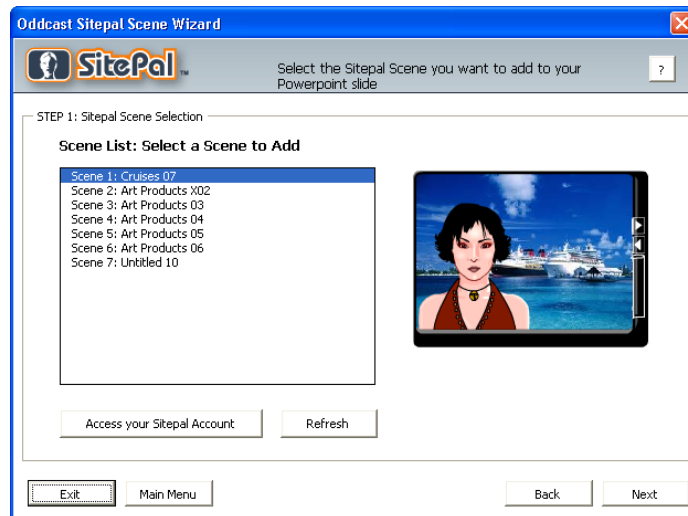 Oddcast Sitepal Scene Wizard
SitePal TM
Select the Sitepal Scene you want to add to your
Powerpoint slide
?
STEP 1: Sitepal Scene Selection
Scene List: Select a Scene to Add
Scene 1: Cruises 07
Scene 2: Art Products X02
Scene 3: Art Products 03
Scene 4: Art Products 04
Scene 5: Art Products 05
Scene 6: Art Products 06
Scene 7: Untitled 10
Access your Sitepal Account
Refresh
Exit
Main Menu
Back
Next